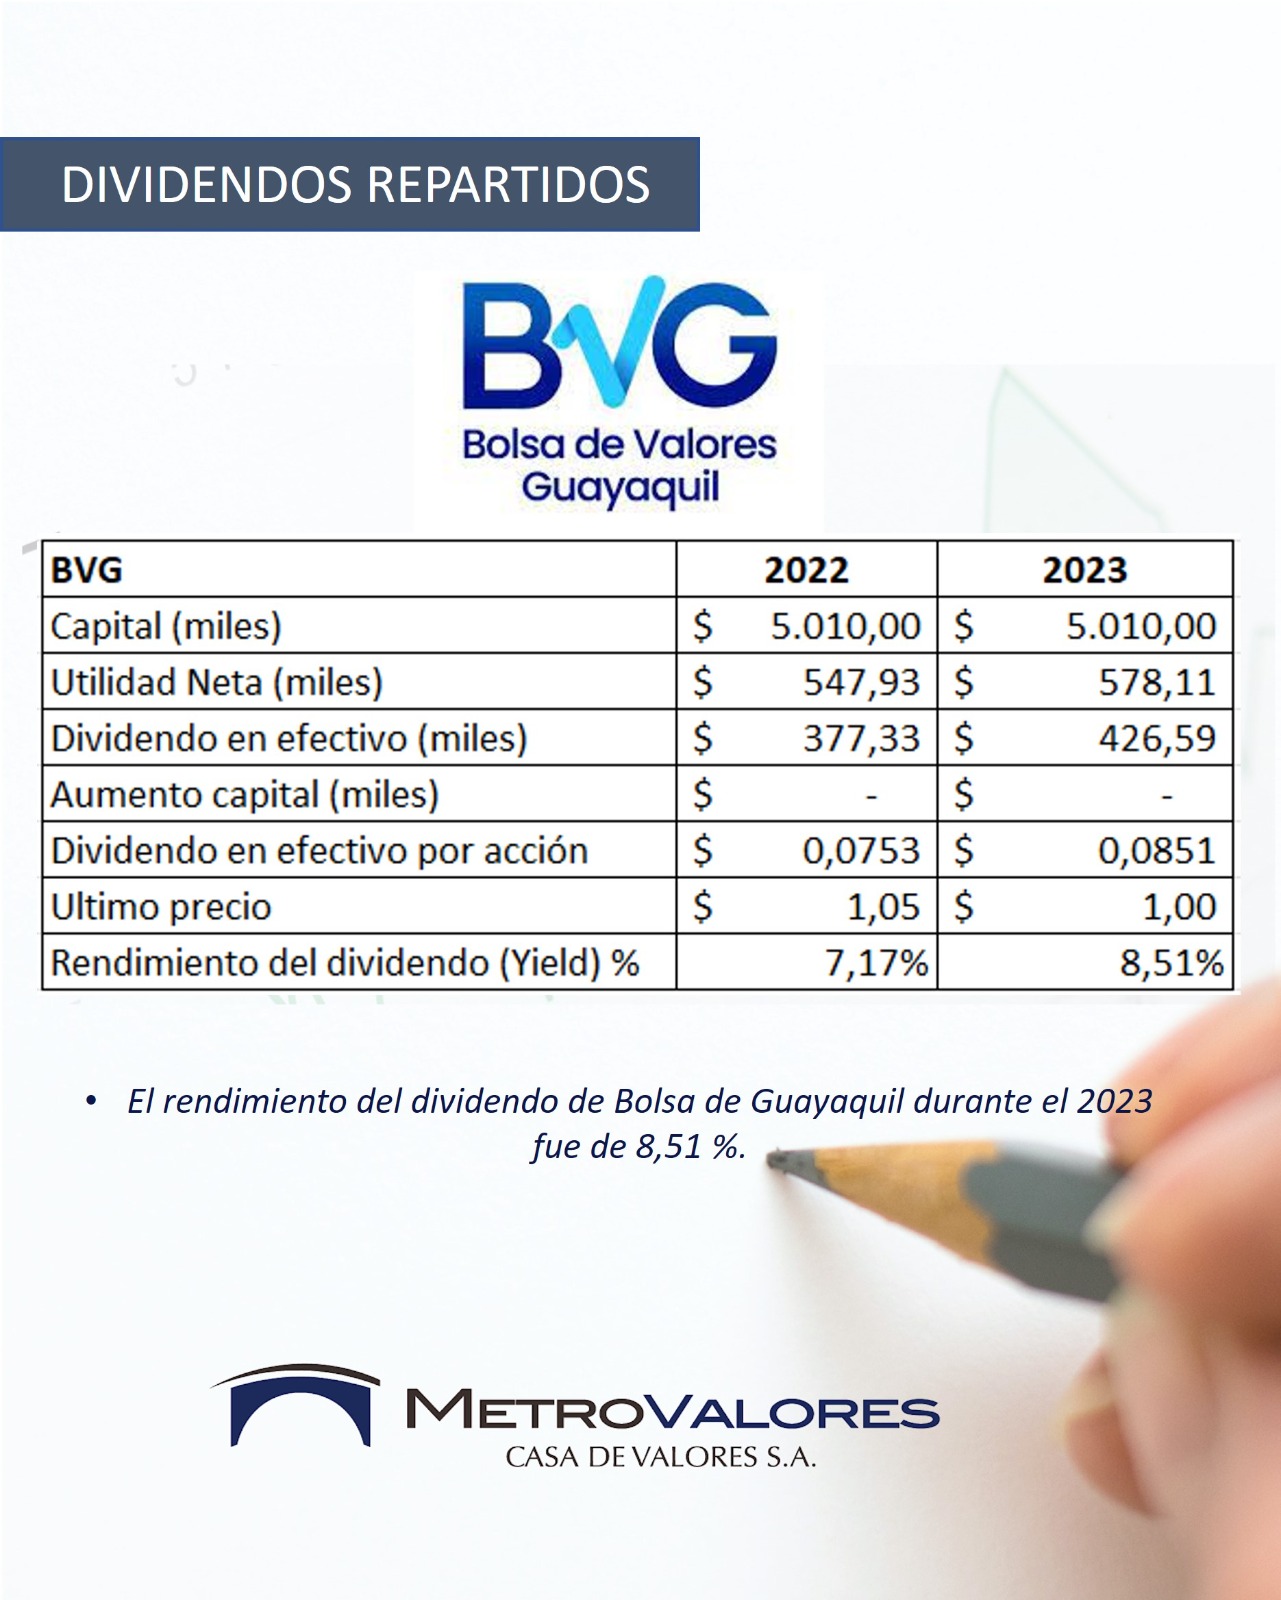 DIVIDENDOS REPARTIDOS
BVG
Bolsa de Valores
Guayaquil
BVG 2022 2023
Capital (miles) $ 5.010,00 $ 5.010,00
Utilidad Neta (miles) $ 547,93 $ 578,11
Dividendo en efectivo (miles) $ 377,33 $ 426,59
Aumento capital (miles) $ - $ -
Dividendo en efectivo por acción $ 0,0753 $ 0,0851
Ultimo precio $ 1,05 $ 1,00
Rendimiento del dividendo (Yield) % 7,17% 8,51%
• El rendimiento del dividendo de Bolsa de Guayaquil durante el 2023
fue de 8,51 %.
METROVALORES
CASA DE VALORES S.A.